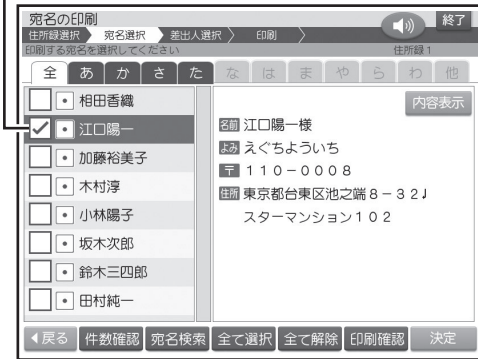 宛名の印刷
終了
住所録選択 宛名選択 差出人選択 印刷
印刷する宛名を選択してください 住所録1
全 あ か さ た な は ま や ら わ 他
相田香織
江口陽一
加藤裕美子
木村淳
小林陽子
坂木次郎
鈴木三四郎
田村純一
内容表示
名前 江口陽一様
よみ えぐちよういち
〒 110-0008
住所 東京都台東区池之端8-32♩
スターマンション102
戻る 件数確認 宛名検索 全て選択 全て解除 印刷確認 決定